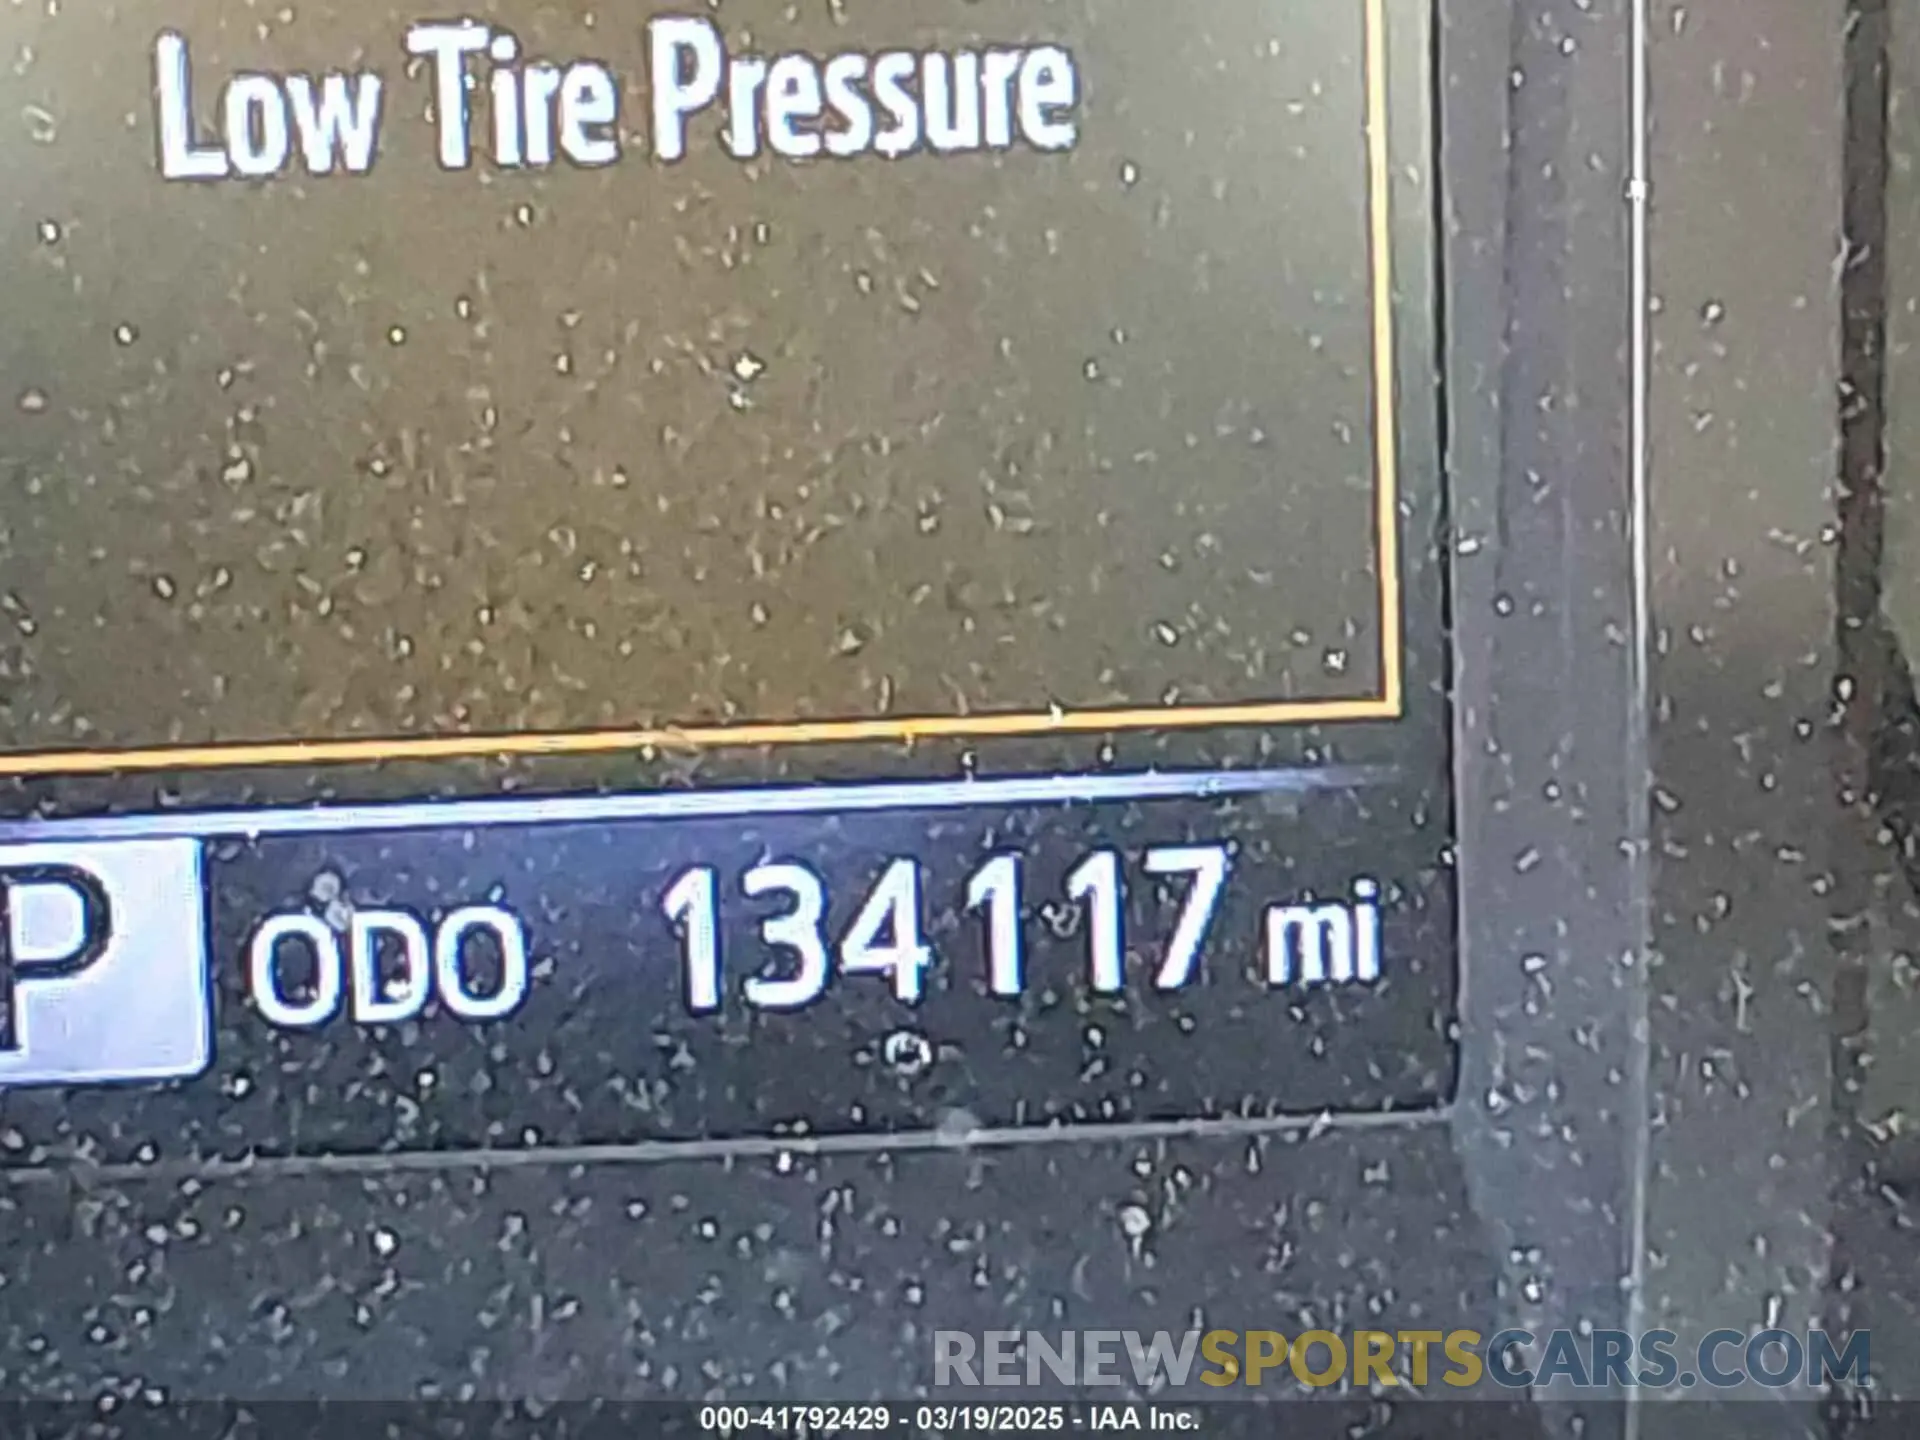 Low Tire Pressure
P ODO 134117 mi
RENEWSPORTSCARS.COM
000-41792429 - 03/19/2025 - IAA Inc.